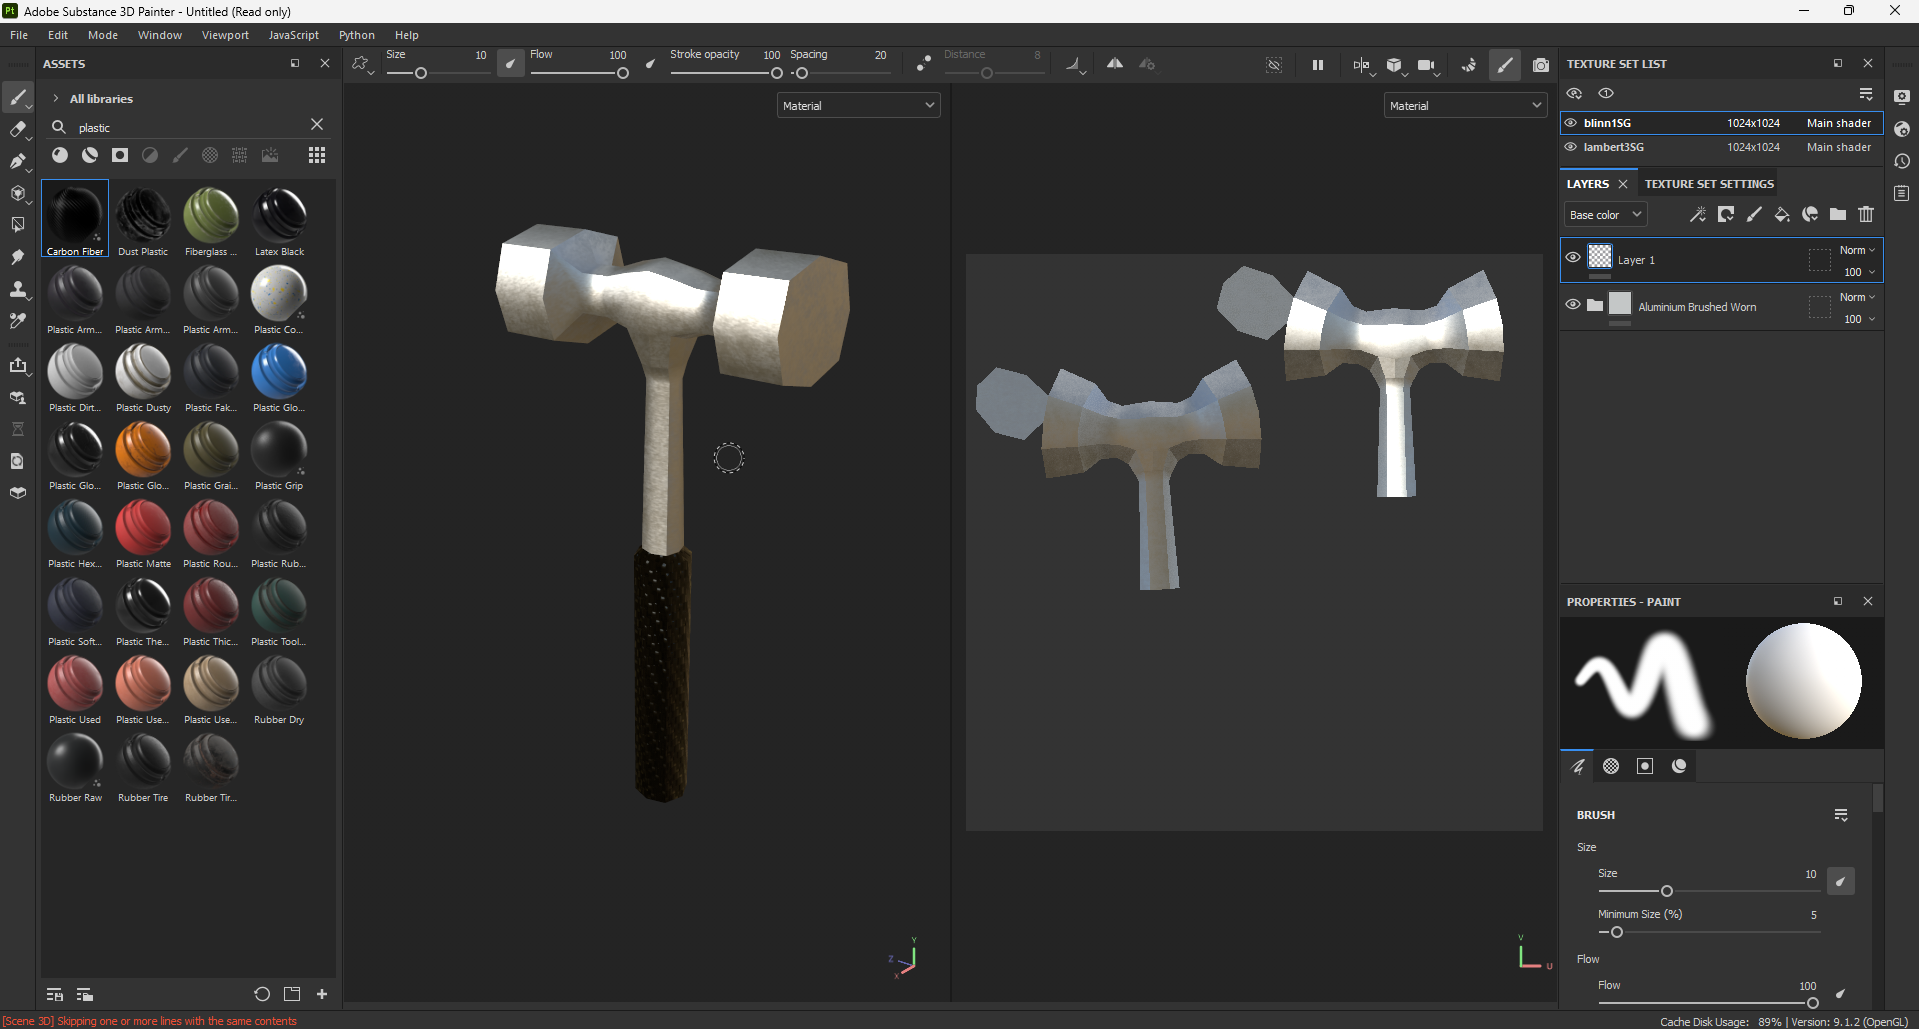 Pt Adobe Substance 3D Painter - Untitled (Read only)
File Edit Mode Window Viewport JavaScript Python Help
ASSETS
All libraries
plastic
Carbon Fiber Dust Plastic Fiberglass ... Latex Black
Plastic Arm... Plastic Arm... Plastic Arm... Plastic Co...
Plastic Dirt... Plastic Dusty Plastic Fak... Plastic Glo...
Plastic Glo... Plastic Glo... Plastic Grai... Plastic Grip
Plastic Hex... Plastic Matte Plastic Rou... Plastic Rub...
Plastic Soft... Plastic The... Plastic Thic... Plastic Tool...
Plastic Used Plastic Use... Plastic Use... Rubber Dry
Rubber Raw Rubber Tire Rubber Tir...
Size 10 Flow 100 Stroke opacity 100 Spacing 20 Distance 8
Material
Material
Y
Z
X
V
U
TEXTURE SET LIST
blinn1SG 1024x1024 Main shader
lambert3SG 1024x1024 Main shader
LAYERS TEXTURE SET SETTINGS
Base color
Layer 1 Norm
100
Aluminium Brushed Worn Norm
100
PROPERTIES - PAINT
BRUSH
Size
Size 10
Minimum Size (%) 5
Flow
Flow 100
[Scene 3D] Skipping one or more lines with the same contents
Cache Disk Usage: 89% | Version: 9.1.2 (OpenGL)